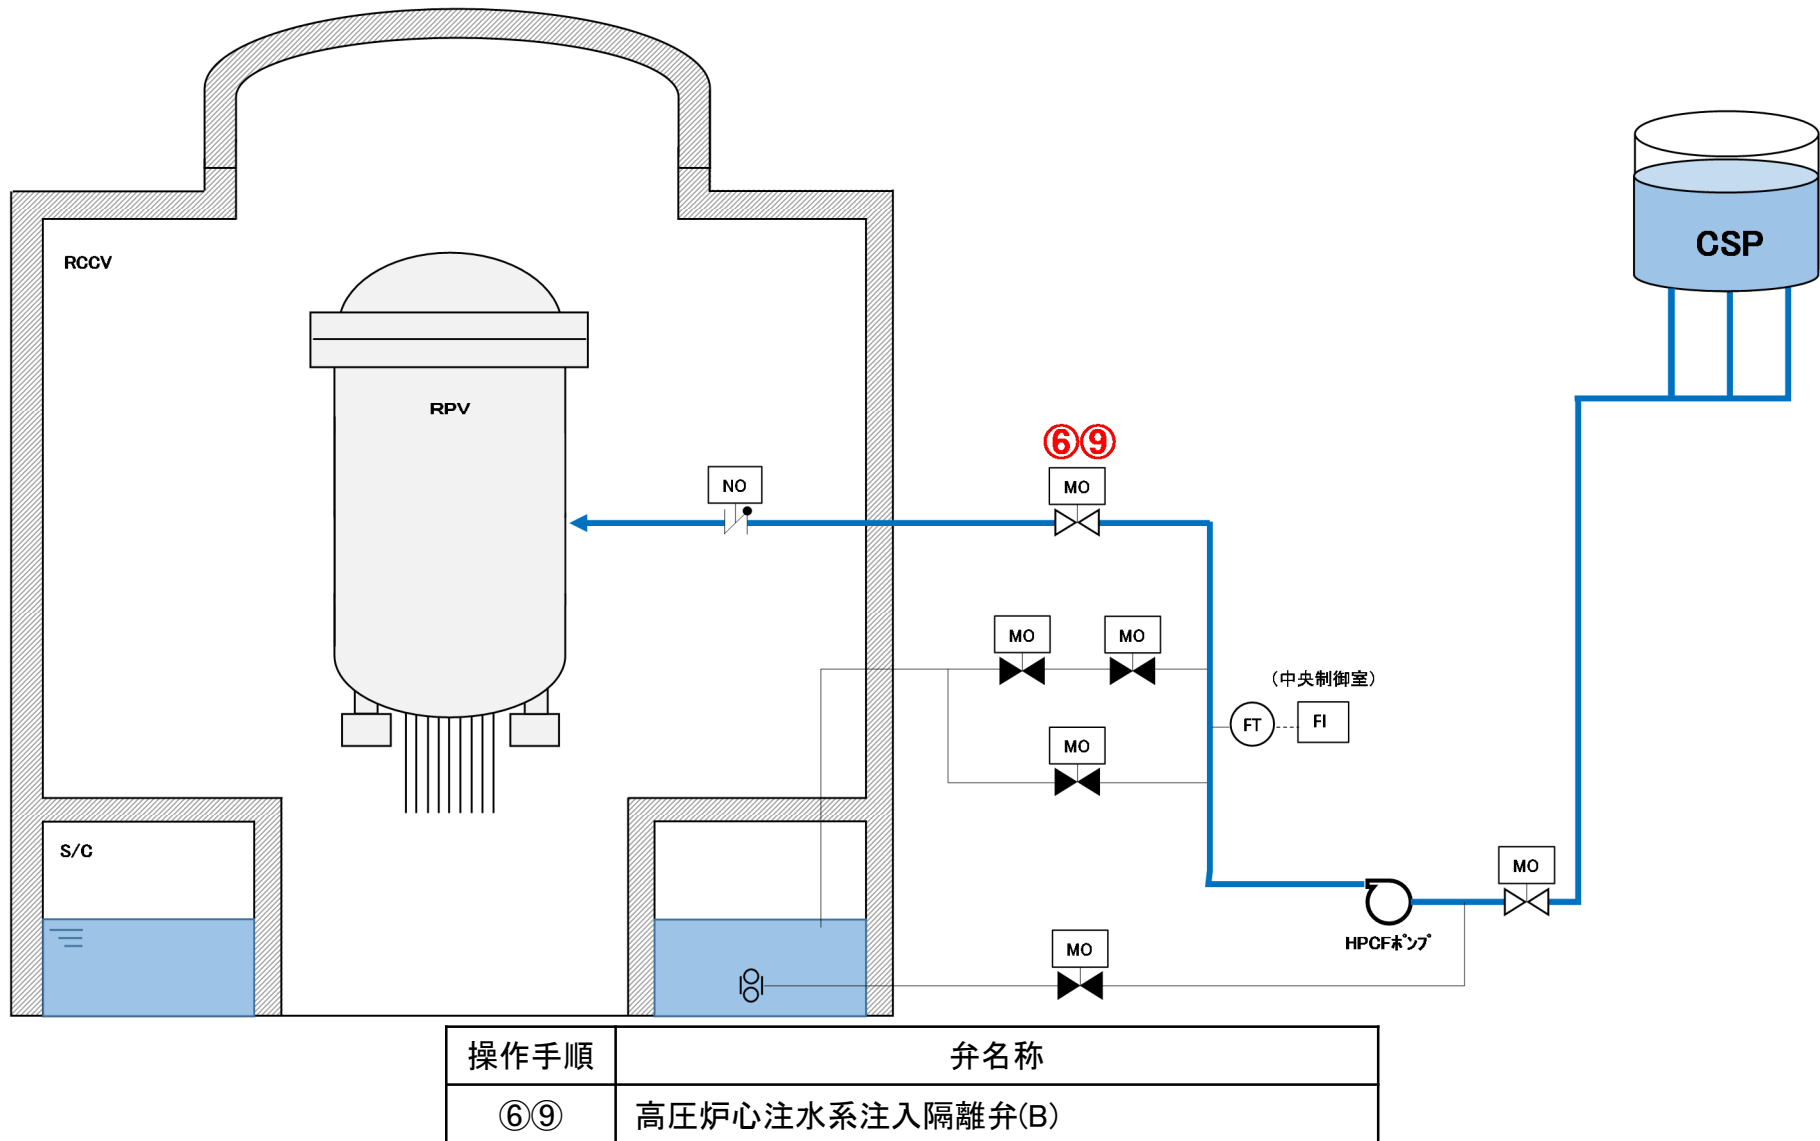 CSP
RCCV
RPV
⑥⑨
NO
MO
MO
MO
(中央制御室)
FT
FI
MO
S/C
MO
HPCFポンプ
MO
操作手順
弁名称
⑥⑨
高圧炉心注水系注入隔離弁(B)